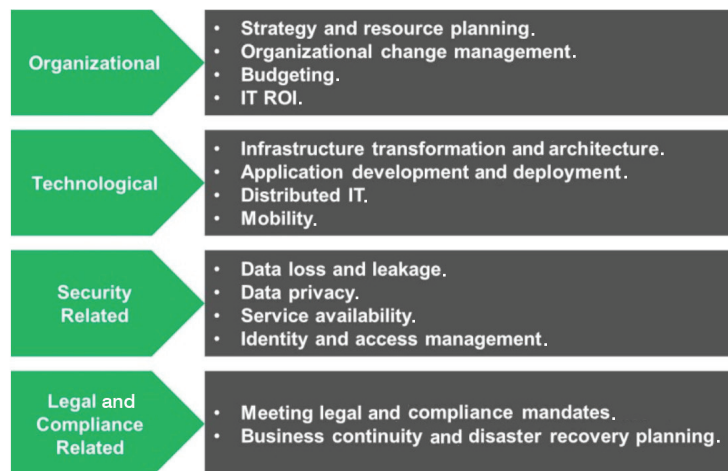 Organizational
• Strategy and resource planning.
• Organizational change management.
• Budgeting.
• IT ROI.
Technological
• Infrastructure transformation and architecture.
• Application development and deployment.
• Distributed IT.
• Mobility.
Security
Related
• Data loss and leakage.
• Data privacy.
• Service availability.
• Identity and access management.
Legal and
Compliance
Related
• Meeting legal and compliance mandates.
• Business continuity and disaster recovery planning.